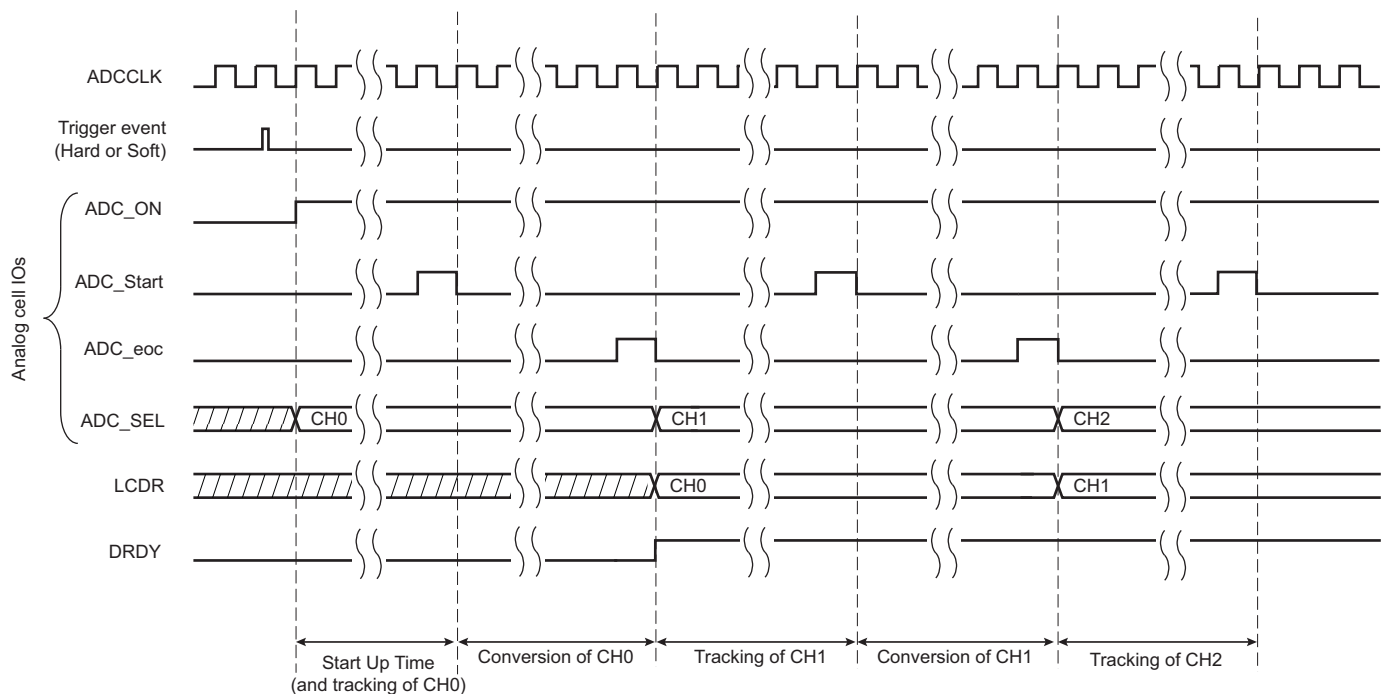 ADCCLK
Trigger event
(Hard or Soft)
Analog cell IOs
ADC_ON
ADC_Start
ADC_eoc
ADC_SEL
CH0
CH1
CH2
LCDR
CH0
CH1
DRDY
Start Up Time
(and tracking of CH0)
Conversion of CH0
Tracking of CH1
Conversion of CH1
Tracking of CH2